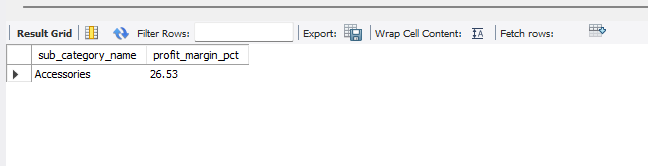 Result Grid Filter Rows: Export: Wrap Cell Content: Fetch rows:
sub_category_name profit_margin_pct
Accessories 26.53